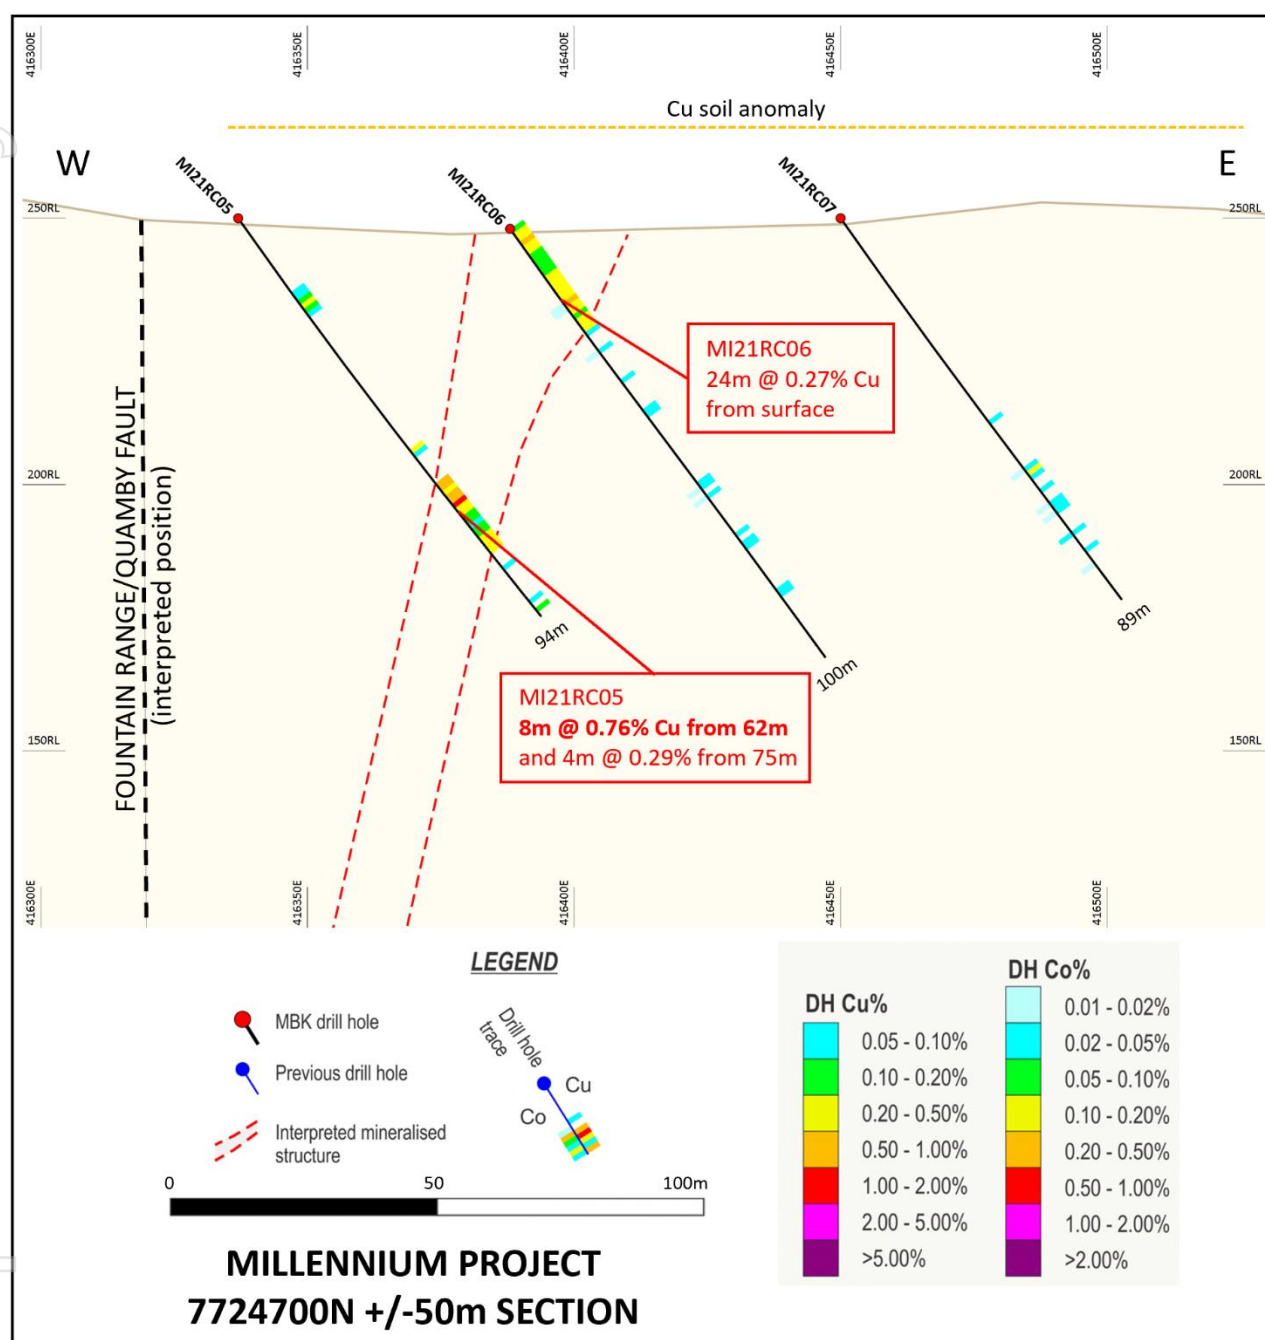 416300E
416350E
416400E
416450E
416500E
Cu soil anomaly
W
E
MI21RC05
MI21RC06
MI21RC07
250RL
250RL
MI21RC06
24m @ 0.27% Cu
from surface
200RL
200RL
FOUNTAIN RANGE/QUAMBY FAULT
(interpreted position)
94m
100m
89m
MI21RC05
8m @ 0.76% Cu from 62m
and 4m @ 0.29% from 75m
150RL
150RL
416300E
416350E
416400E
416450E
416500E
LEGEND
MBK drill hole
Previous drill hole
Interpreted mineralised
structure
Drill hole
trace
Cu
Co
0
50
100m
MILLENNIUM PROJECT
7724700N +/-50m SECTION
DH Cu%
0.05 - 0.10%
0.10 - 0.20%
0.20 - 0.50%
0.50 - 1.00%
1.00 - 2.00%
2.00 - 5.00%
>5.00%
DH Co%
0.01 - 0.02%
0.02 - 0.05%
0.05 - 0.10%
0.10 - 0.20%
0.20 - 0.50%
0.50 - 1.00%
1.00 - 2.00%
>2.00%